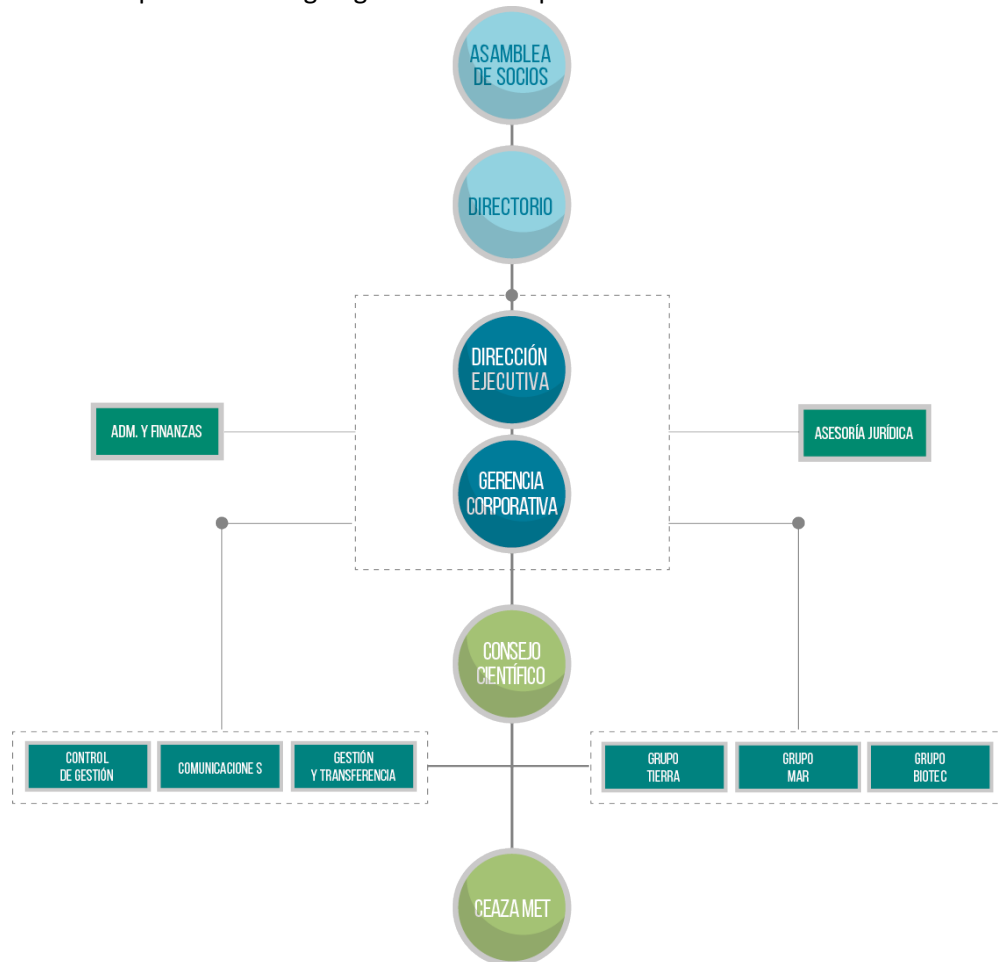 ASAMBLEA
DE SOCIOS
DIRECTORIO
DIRECCIÓN
EJECUTIVA
ADM. Y FINANZAS
ASESORÍA JURÍDICA
GERENCIA
CORPORATIVA
CONSEJO
CIENTÍFICO
CONTROL
DE GESTIÓN
COMUNICACIONE S
GESTIÓN
Y TRANSFERENCIA
GRUPO
TIERRA
GRUPO
MAR
GRUPO
BIOTEC
CEAZA MET